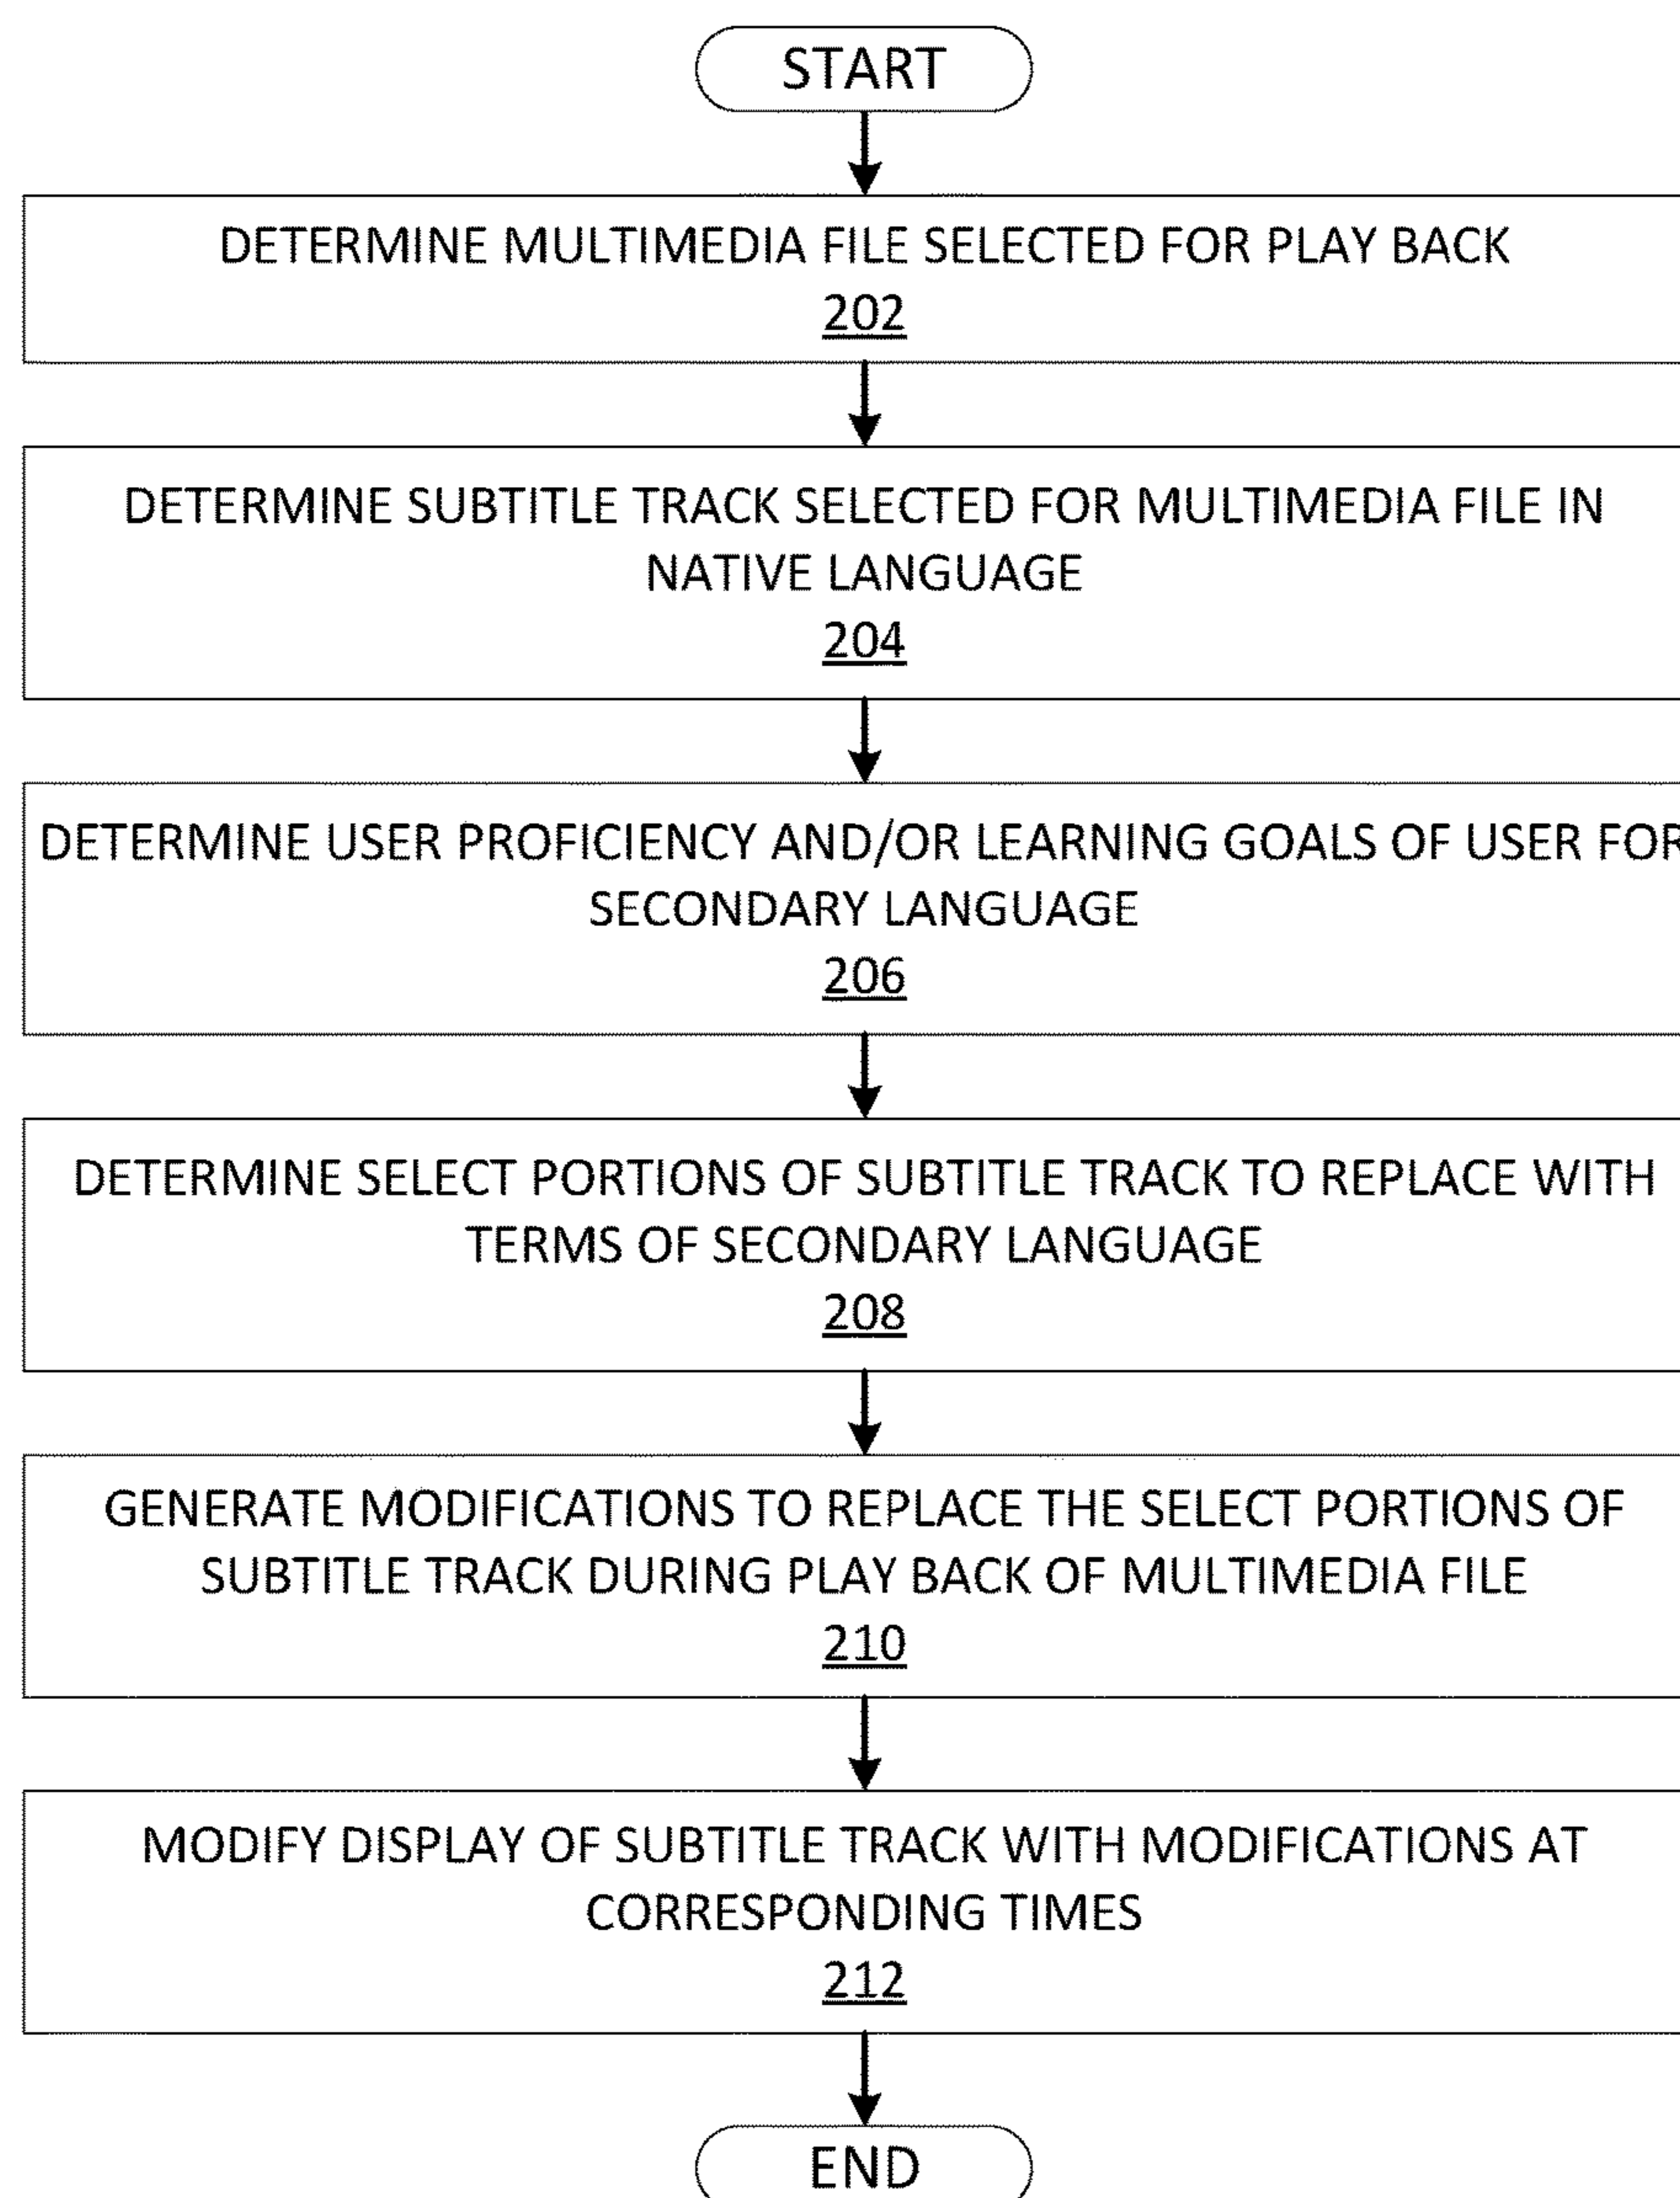 START
DETERMINE MULTIMEDIA FILE SELECTED FOR PLAY BACK
202
DETERMINE SUBTITLE TRACK SELECTED FOR MULTIMEDIA FILE IN
NATIVE LANGUAGE
204
DETERMINE USER PROFICIENCY AND/OR LEARNING GOALS OF USER FOR
SECONDARY LANGUAGE
206
DETERMINE SELECT PORTIONS OF SUBTITLE TRACK TO REPLACE WITH
TERMS OF SECONDARY LANGUAGE
208
GENERATE MODIFICATIONS TO REPLACE THE SELECT PORTIONS OF
SUBTITLE TRACK DURING PLAY BACK OF MULTIMEDIA FILE
210
MODIFY DISPLAY OF SUBTITLE TRACK WITH MODIFICATIONS AT
CORRESPONDING TIMES
212
END